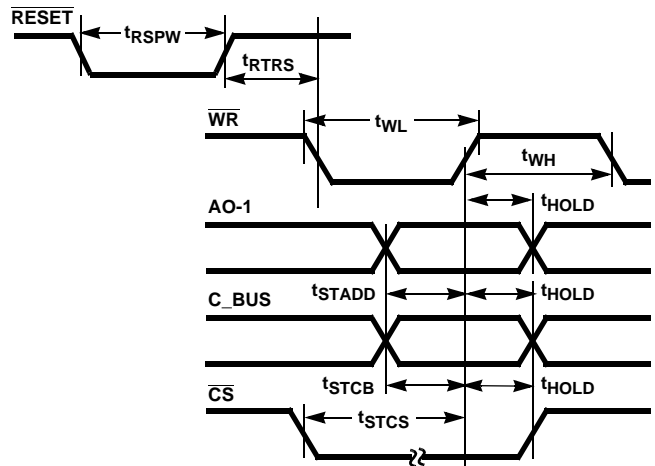 RESET
tRSPW
tRTRS
WR
tWL
tWH
AO-1
tHOLD
tSTADD
tHOLD
C_BUS
tSTCB
tHOLD
CS
tSTCS